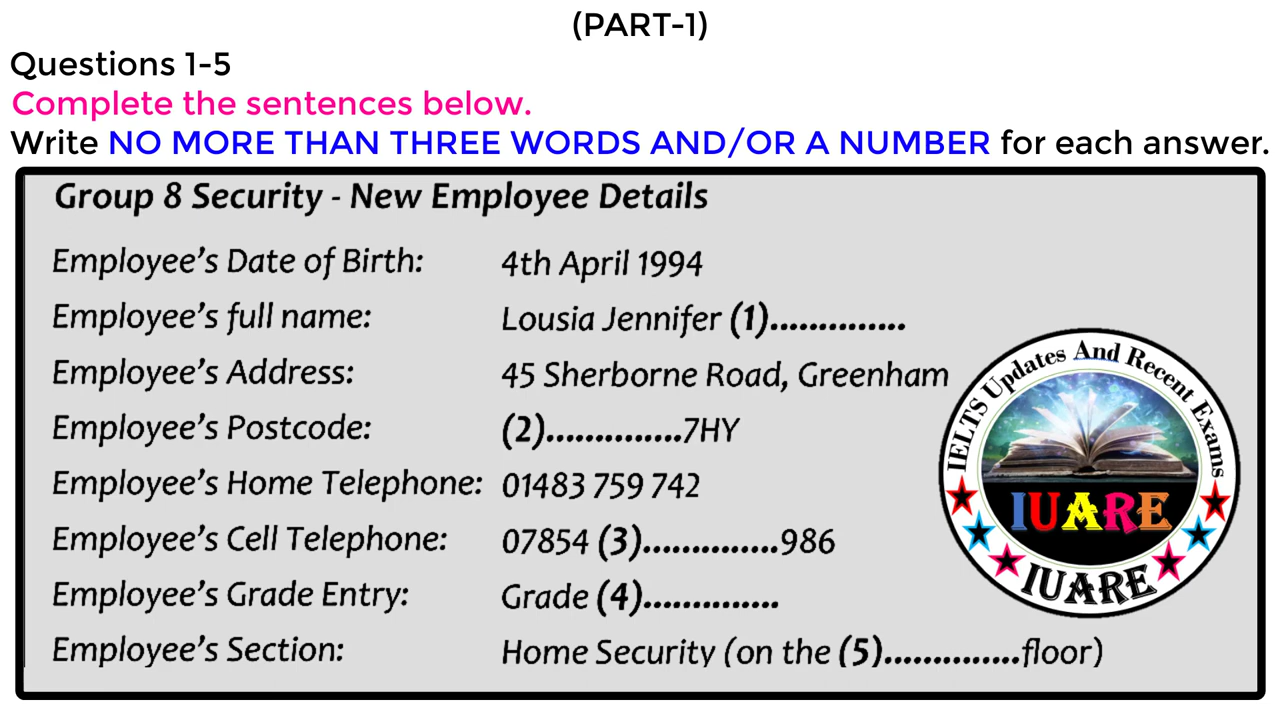 (PART-1)
Questions 1-5
Complete the sentences below.
Write NO MORE THAN THREE WORDS AND/OR A NUMBER for each answer.
Group 8 Security - New Employee Details
Employee's Date of Birth: 4th April 1994
Employee's full name: Lousia Jennifer (1)..............
Employee's Address: 45 Sherborne Road, Greenham
Employee's Postcode: (2)..............7HY
Employee's Home Telephone: 01483 759 742
Employee's Cell Telephone: 07854 (3)..............986
Employee's Grade Entry: Grade (4)..............
Employee's Section: Home Security (on the (5)..............floor)
IELTS Updates And Recent Exams
IUARE
IUARE